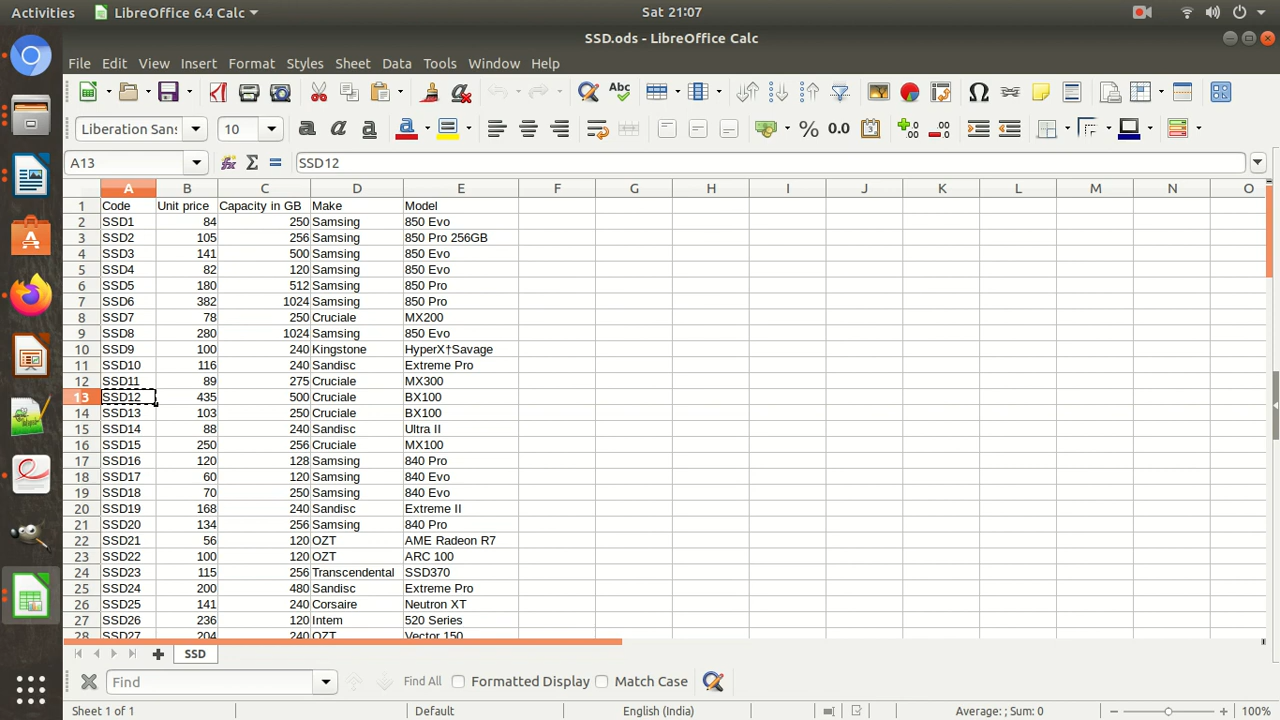 Activities LibreOffice 6.4 Calc Sat 21:07
SSD.ods - LibreOffice Calc
File Edit View Insert Format Styles Sheet Data Tools Window Help
Liberation Sans 10
A13 SSD12
A B C D E F G H I J K L M N O
1 Code Unit price Capacity in GB Make Model
2 SSD1 84 250 Samsing 850 Evo
3 SSD2 105 256 Samsing 850 Pro 256GB
4 SSD3 141 500 Samsing 850 Evo
5 SSD4 82 120 Samsing 850 Evo
6 SSD5 180 512 Samsing 850 Pro
7 SSD6 382 1024 Samsing 850 Pro
8 SSD7 78 250 Cruciale MX200
9 SSD8 280 1024 Samsing 850 Evo
10 SSD9 100 240 Kingstone HyperX†Savage
11 SSD10 116 240 Sandisc Extreme Pro
12 SSD11 89 275 Cruciale MX300
13 SSD12 435 500 Cruciale BX100
14 SSD13 103 250 Cruciale BX100
15 SSD14 88 240 Sandisc Ultra II
16 SSD15 250 256 Cruciale MX100
17 SSD16 120 128 Samsing 840 Pro
18 SSD17 60 120 Samsing 840 Evo
19 SSD18 70 250 Samsing 840 Evo
20 SSD19 168 240 Sandisc Extreme II
21 SSD20 134 256 Samsing 840 Pro
22 SSD21 56 120 OZT AME Radeon R7
23 SSD22 100 120 OZT ARC 100
24 SSD23 115 256 Transcendental SSD370
25 SSD24 200 480 Sandisc Extreme Pro
26 SSD25 141 240 Corsaire Neutron XT
27 SSD26 236 120 Intem 520 Series
28 SSD27 204 240 OZT Vector 150
SSD
Find Find All Formatted Display Match Case
Sheet 1 of 1 Default English (India) Average: ; Sum: 0 100%